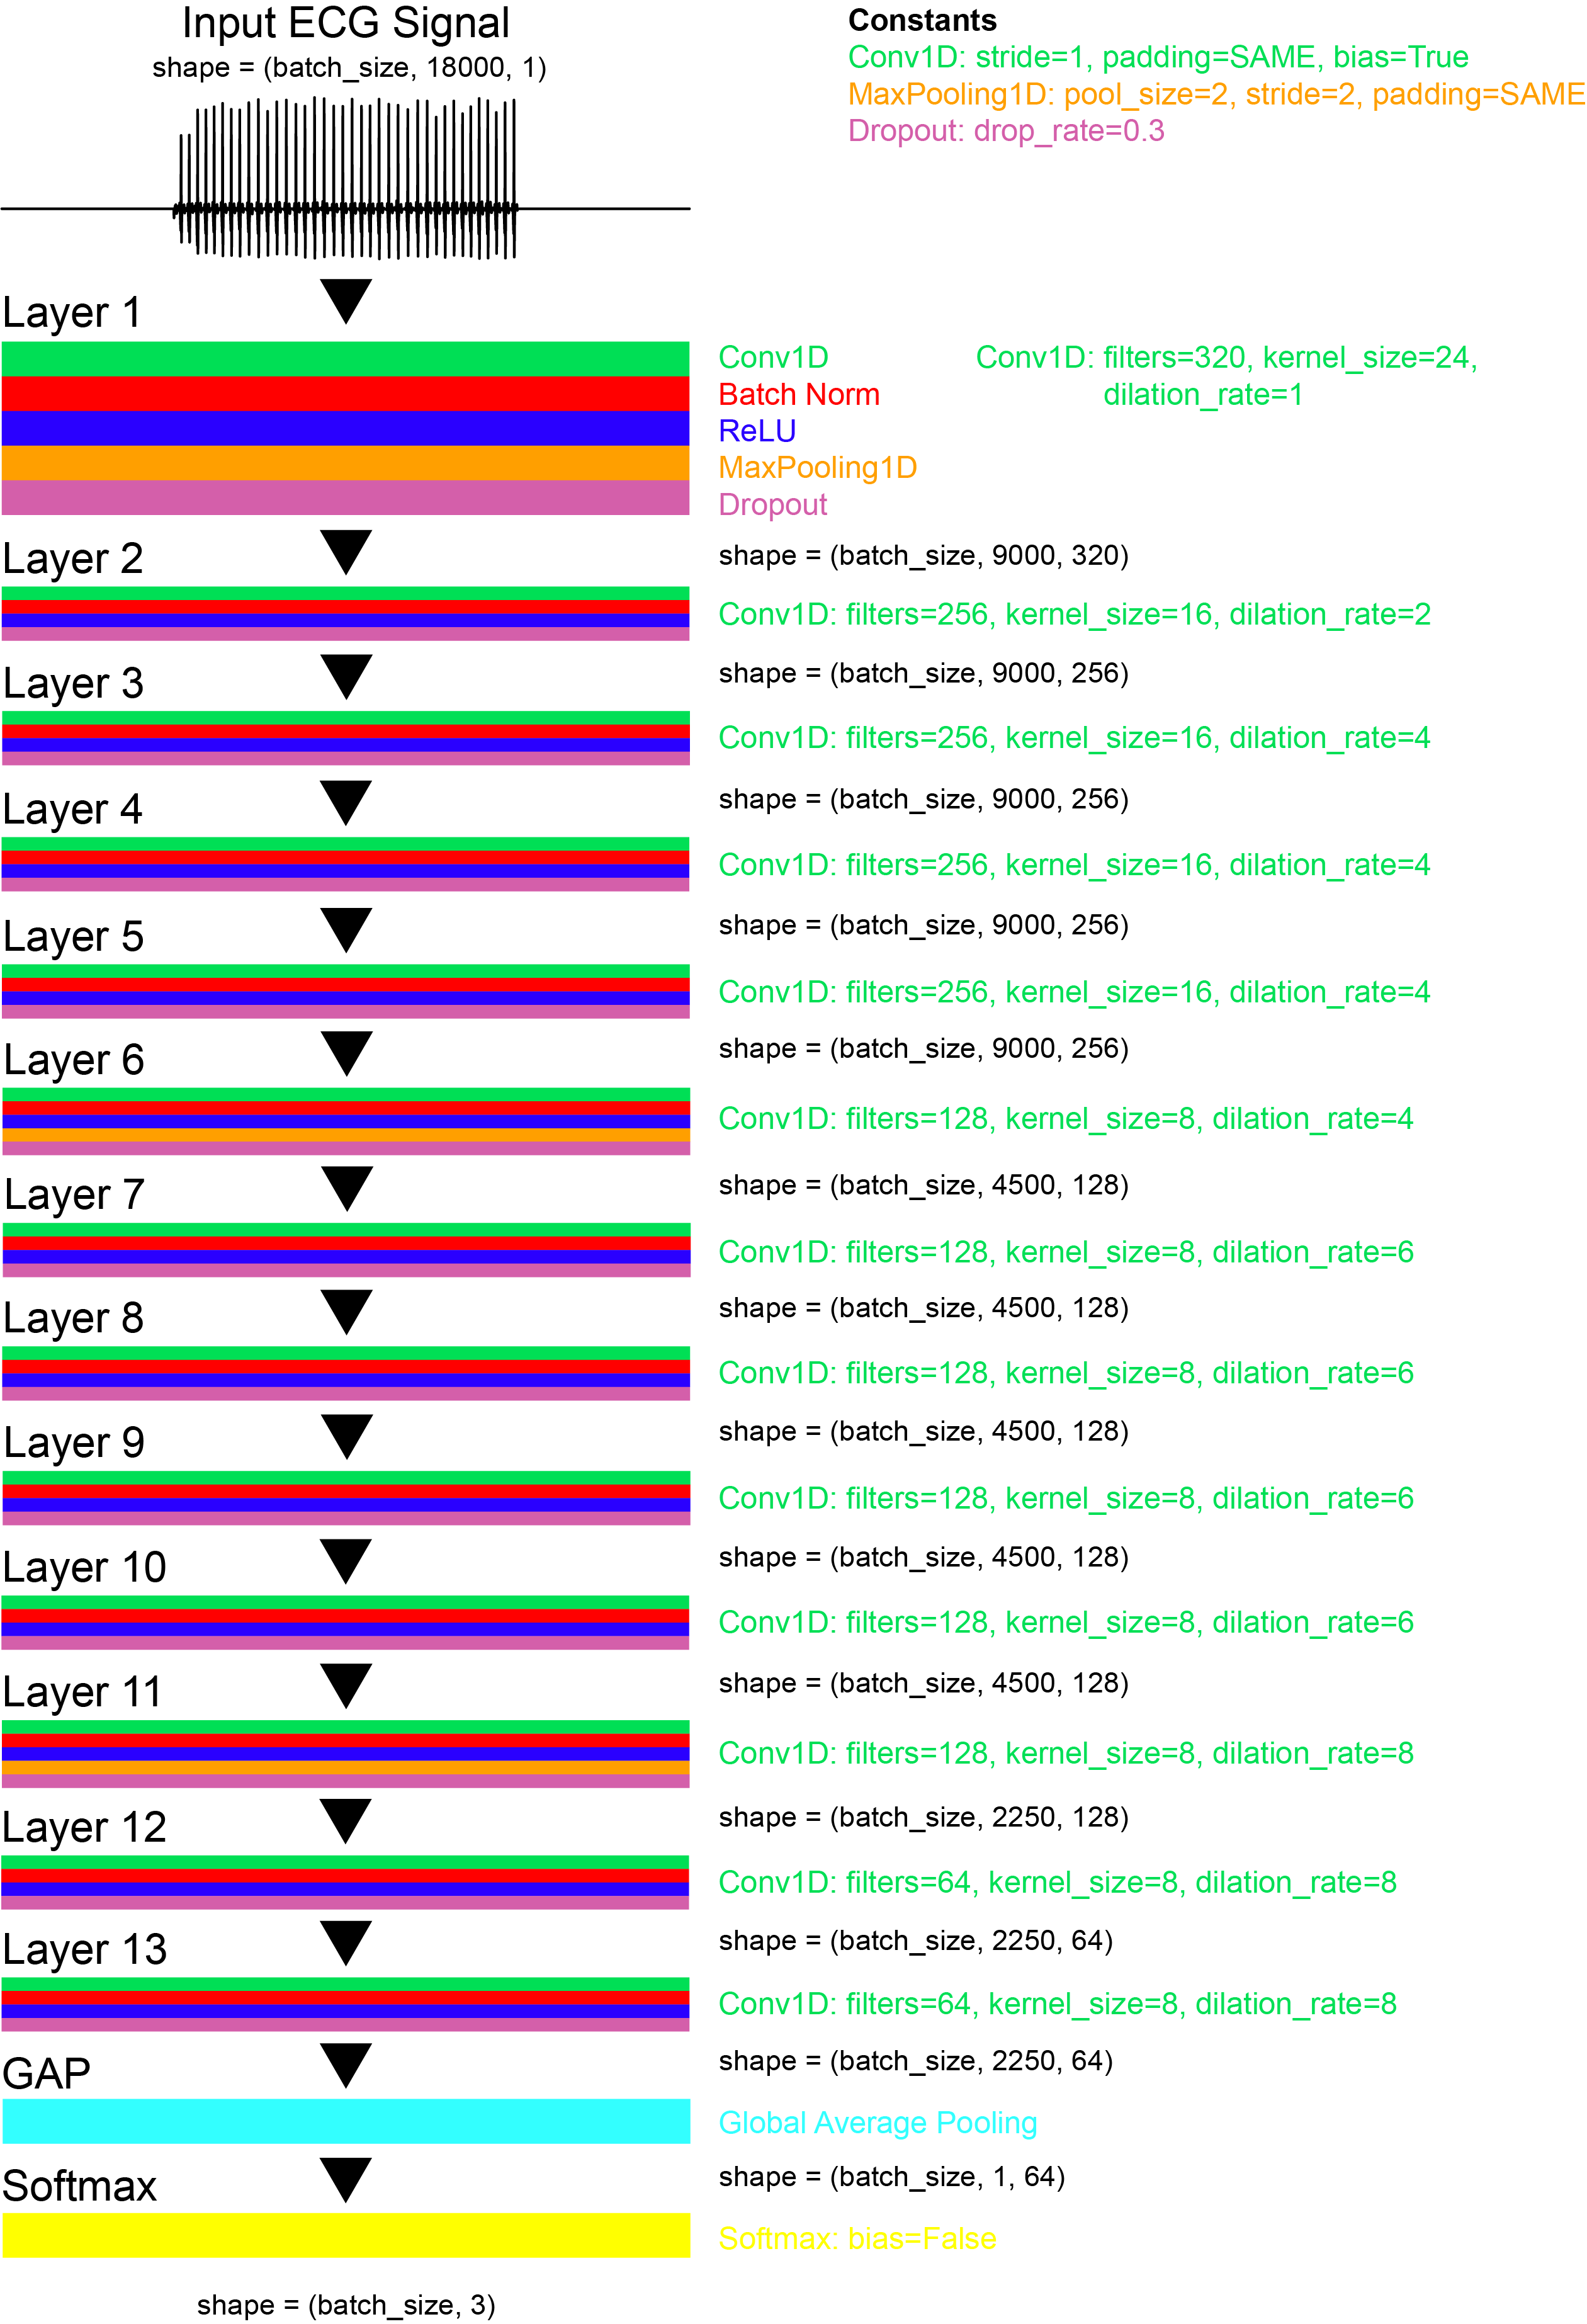 Input ECG Signal
shape = (batch_size, 18000, 1)
Constants
Conv1D: stride=1, padding=SAME, bias=True
MaxPooling1D: pool_size=2, stride=2, padding=SAME
Dropout: drop_rate=0.3
Layer 1
Conv1D
Batch Norm
ReLU
MaxPooling1D
Dropout
Conv1D: filters=320, kernel_size=24,
dilation_rate=1
Layer 2
shape = (batch_size, 9000, 320)
Conv1D: filters=256, kernel_size=16, dilation_rate=2
Layer 3
shape = (batch_size, 9000, 256)
Conv1D: filters=256, kernel_size=16, dilation_rate=4
Layer 4
shape = (batch_size, 9000, 256)
Conv1D: filters=256, kernel_size=16, dilation_rate=4
Layer 5
shape = (batch_size, 9000, 256)
Conv1D: filters=256, kernel_size=16, dilation_rate=4
Layer 6
shape = (batch_size, 9000, 256)
Conv1D: filters=128, kernel_size=8, dilation_rate=4
Layer 7
shape = (batch_size, 4500, 128)
Conv1D: filters=128, kernel_size=8, dilation_rate=6
Layer 8
shape = (batch_size, 4500, 128)
Conv1D: filters=128, kernel_size=8, dilation_rate=6
Layer 9
shape = (batch_size, 4500, 128)
Conv1D: filters=128, kernel_size=8, dilation_rate=6
Layer 10
shape = (batch_size, 4500, 128)
Conv1D: filters=128, kernel_size=8, dilation_rate=6
Layer 11
shape = (batch_size, 4500, 128)
Conv1D: filters=128, kernel_size=8, dilation_rate=8
Layer 12
shape = (batch_size, 2250, 128)
Conv1D: filters=64, kernel_size=8, dilation_rate=8
Layer 13
shape = (batch_size, 2250, 64)
Conv1D: filters=64, kernel_size=8, dilation_rate=8
GAP
shape = (batch_size, 2250, 64)
Global Average Pooling
Softmax
shape = (batch_size, 1, 64)
Softmax: bias=False
shape = (batch_size, 3)